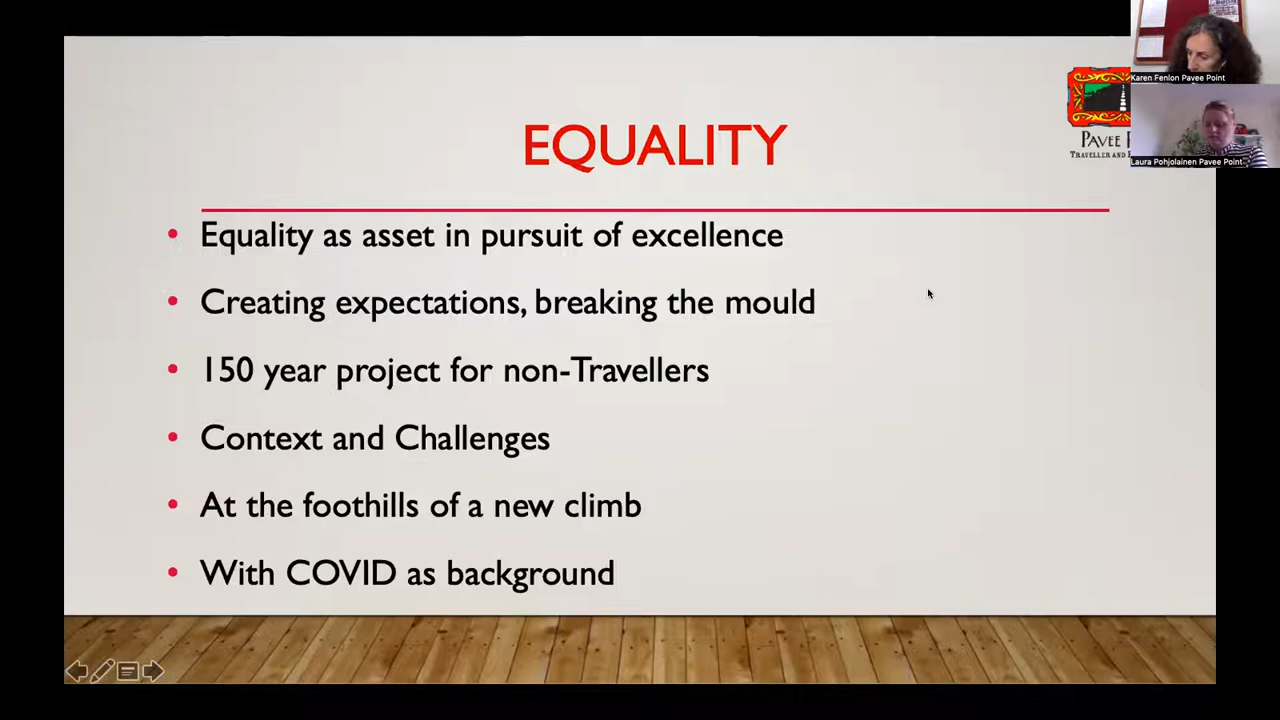 Karen Fenlon Pavee Point
EQUALITY
PAVEE
TRAVELLER AND
Laura Pohjolainen Pavee Point
• Equality as asset in pursuit of excellence
• Creating expectations, breaking the mould
• 150 year project for non-Travellers
• Context and Challenges
• At the foothills of a new climb
• With COVID as background